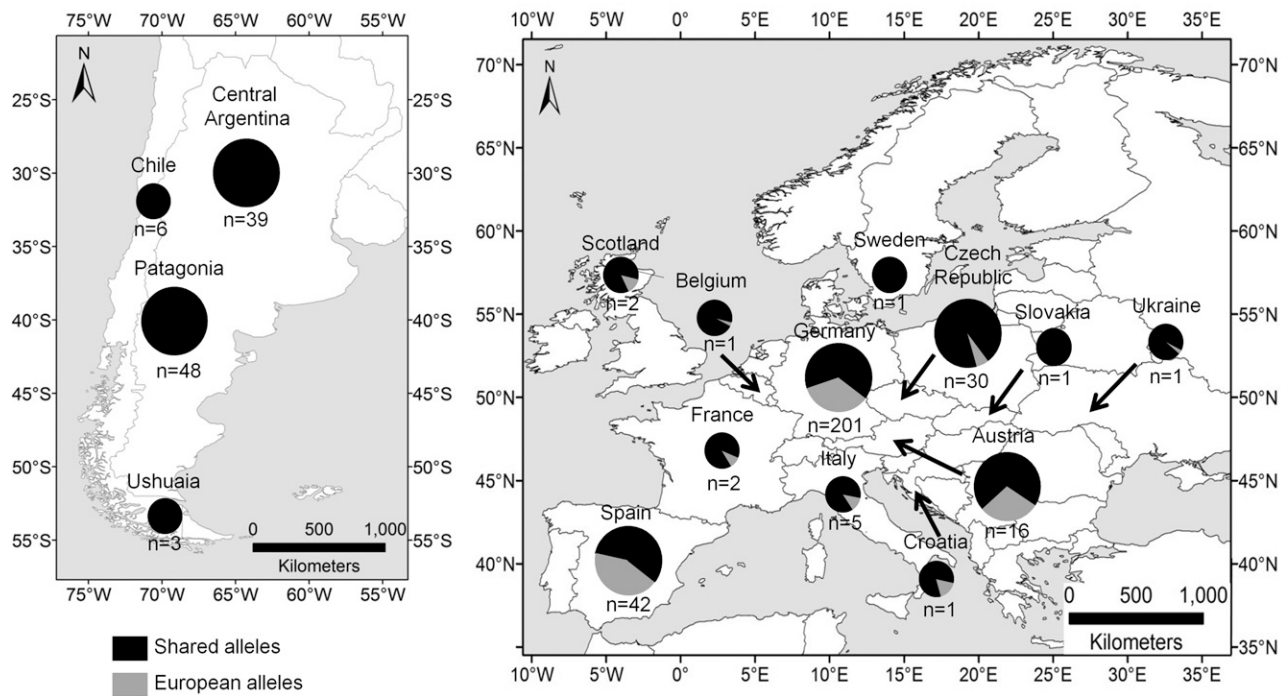 75°W 70°W 65°W 60°W 55°W
N
25°S 25°S
30°S 30°S
35°S 35°S
40°S 40°S
45°S 45°S
50°S 50°S
55°S 55°S
Central
Argentina
n=39
Chile
n=6
Patagonia
n=48
Ushuaia
n=3
0 500 1,000
Kilometers
75°W 70°W 65°W 60°W 55°W
Shared alleles
European alleles
10°W 5°W 0° 5°E 10°E 15°E 20°E 25°E 30°E 35°E
N
70°N 70°N
65°N 65°N
60°N 60°N
55°N 55°N
50°N 50°N
45°N 45°N
40°N 40°N
35°N 35°N
Scotland
n=2
Belgium
n=1
Sweden
n=1
Czech
Republic
n=30
Slovakia
n=1
Ukraine
n=1
Germany
n=201
France
n=2
Italy
n=5
Austria
n=16
Spain
n=42
Croatia
n=1
0 500 1,000
Kilometers
10°W 5°W 0° 5°E 10°E 15°E 20°E 25°E 30°E 35°E